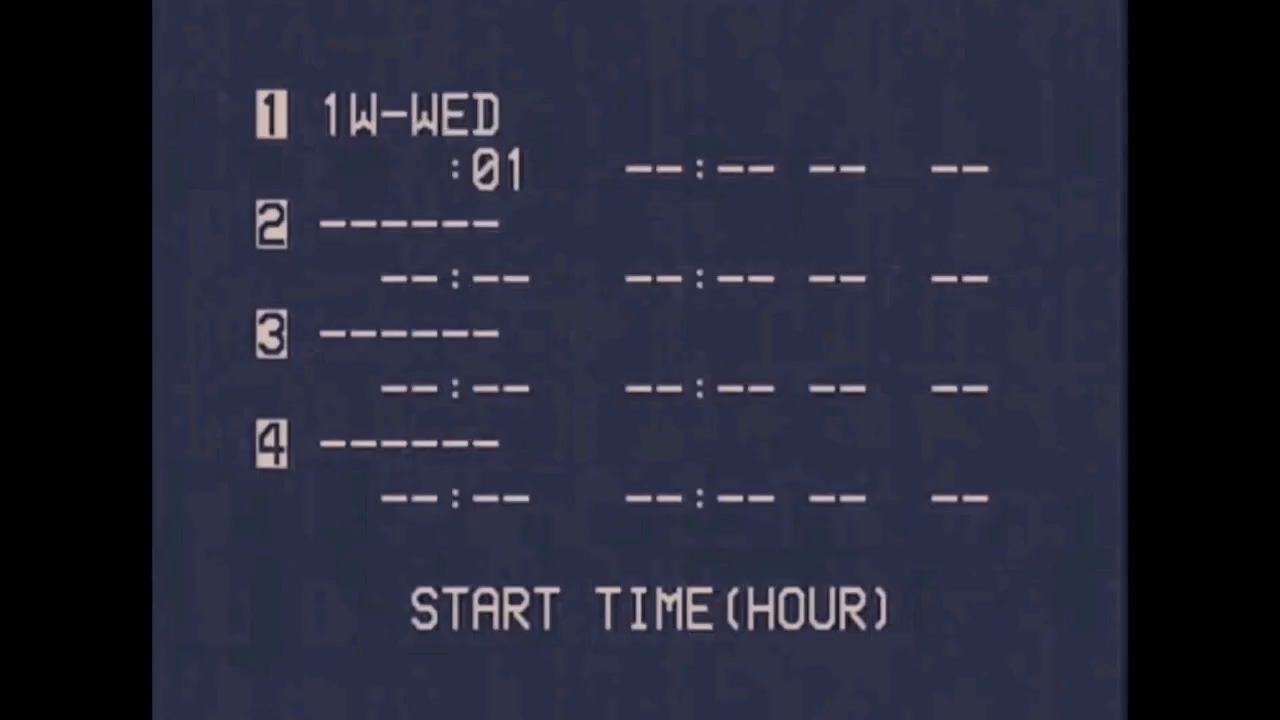 1 1W-WED
:01 --:-- -- --
2 ------
--:-- --:-- -- --
3 ------
--:-- --:-- -- --
4 ------
--:-- --:-- -- --
START TIME(HOUR)